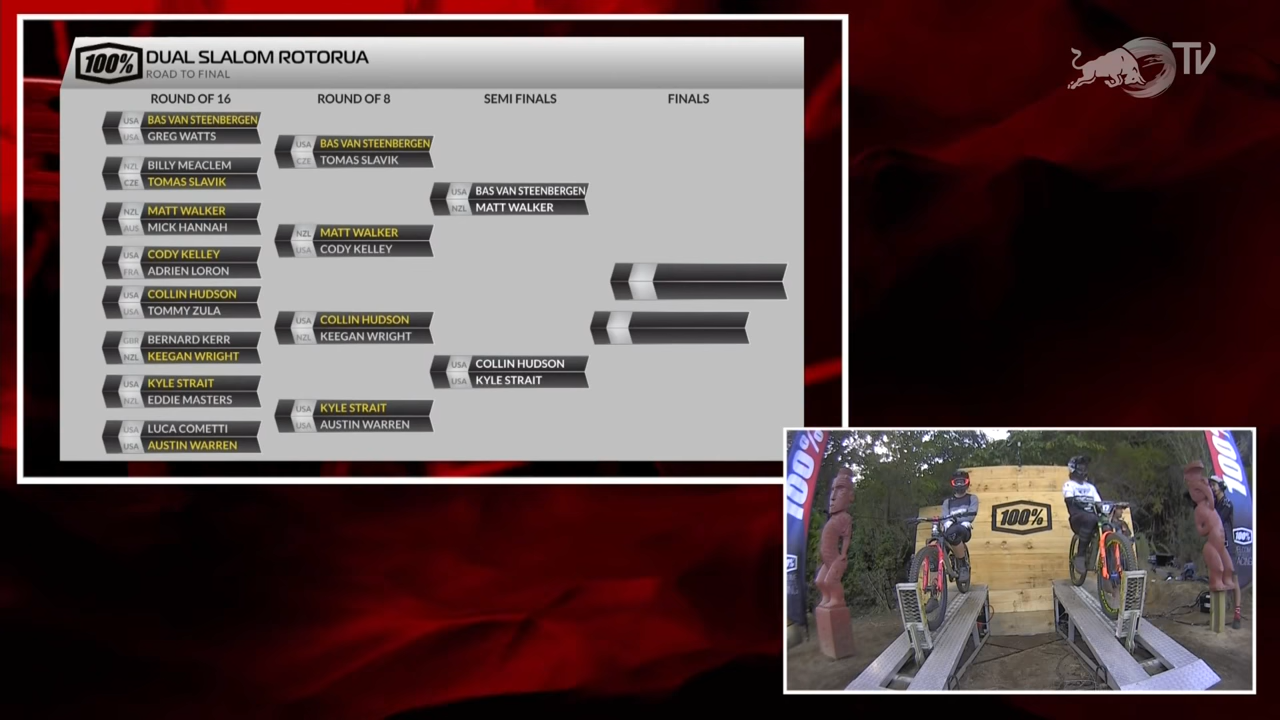 100% DUAL SLALOM ROTORUA
ROAD TO FINAL
TV
ROUND OF 16 ROUND OF 8 SEMI FINALS FINALS
USA BAS VAN STEENBERGEN
USA GREG WATTS
NZL BILLY MEACLEM
CZE TOMAS SLAVIK
NZL MATT WALKER
AUS MICK HANNAH
USA CODY KELLEY
FRA ADRIEN LORON
USA COLLIN HUDSON
USA TOMMY ZULA
GBR BERNARD KERR
NZL KEEGAN WRIGHT
USA KYLE STRAIT
NZL EDDIE MASTERS
USA LUCA COMETTI
USA AUSTIN WARREN
USA BAS VAN STEENBERGEN
CZE TOMAS SLAVIK
NZL MATT WALKER
USA CODY KELLEY
USA COLLIN HUDSON
NZL KEEGAN WRIGHT
USA KYLE STRAIT
USA AUSTIN WARREN
USA BAS VAN STEENBERGEN
NZL MATT WALKER
USA COLLIN HUDSON
USA KYLE STRAIT
100%
100%
100%
100%